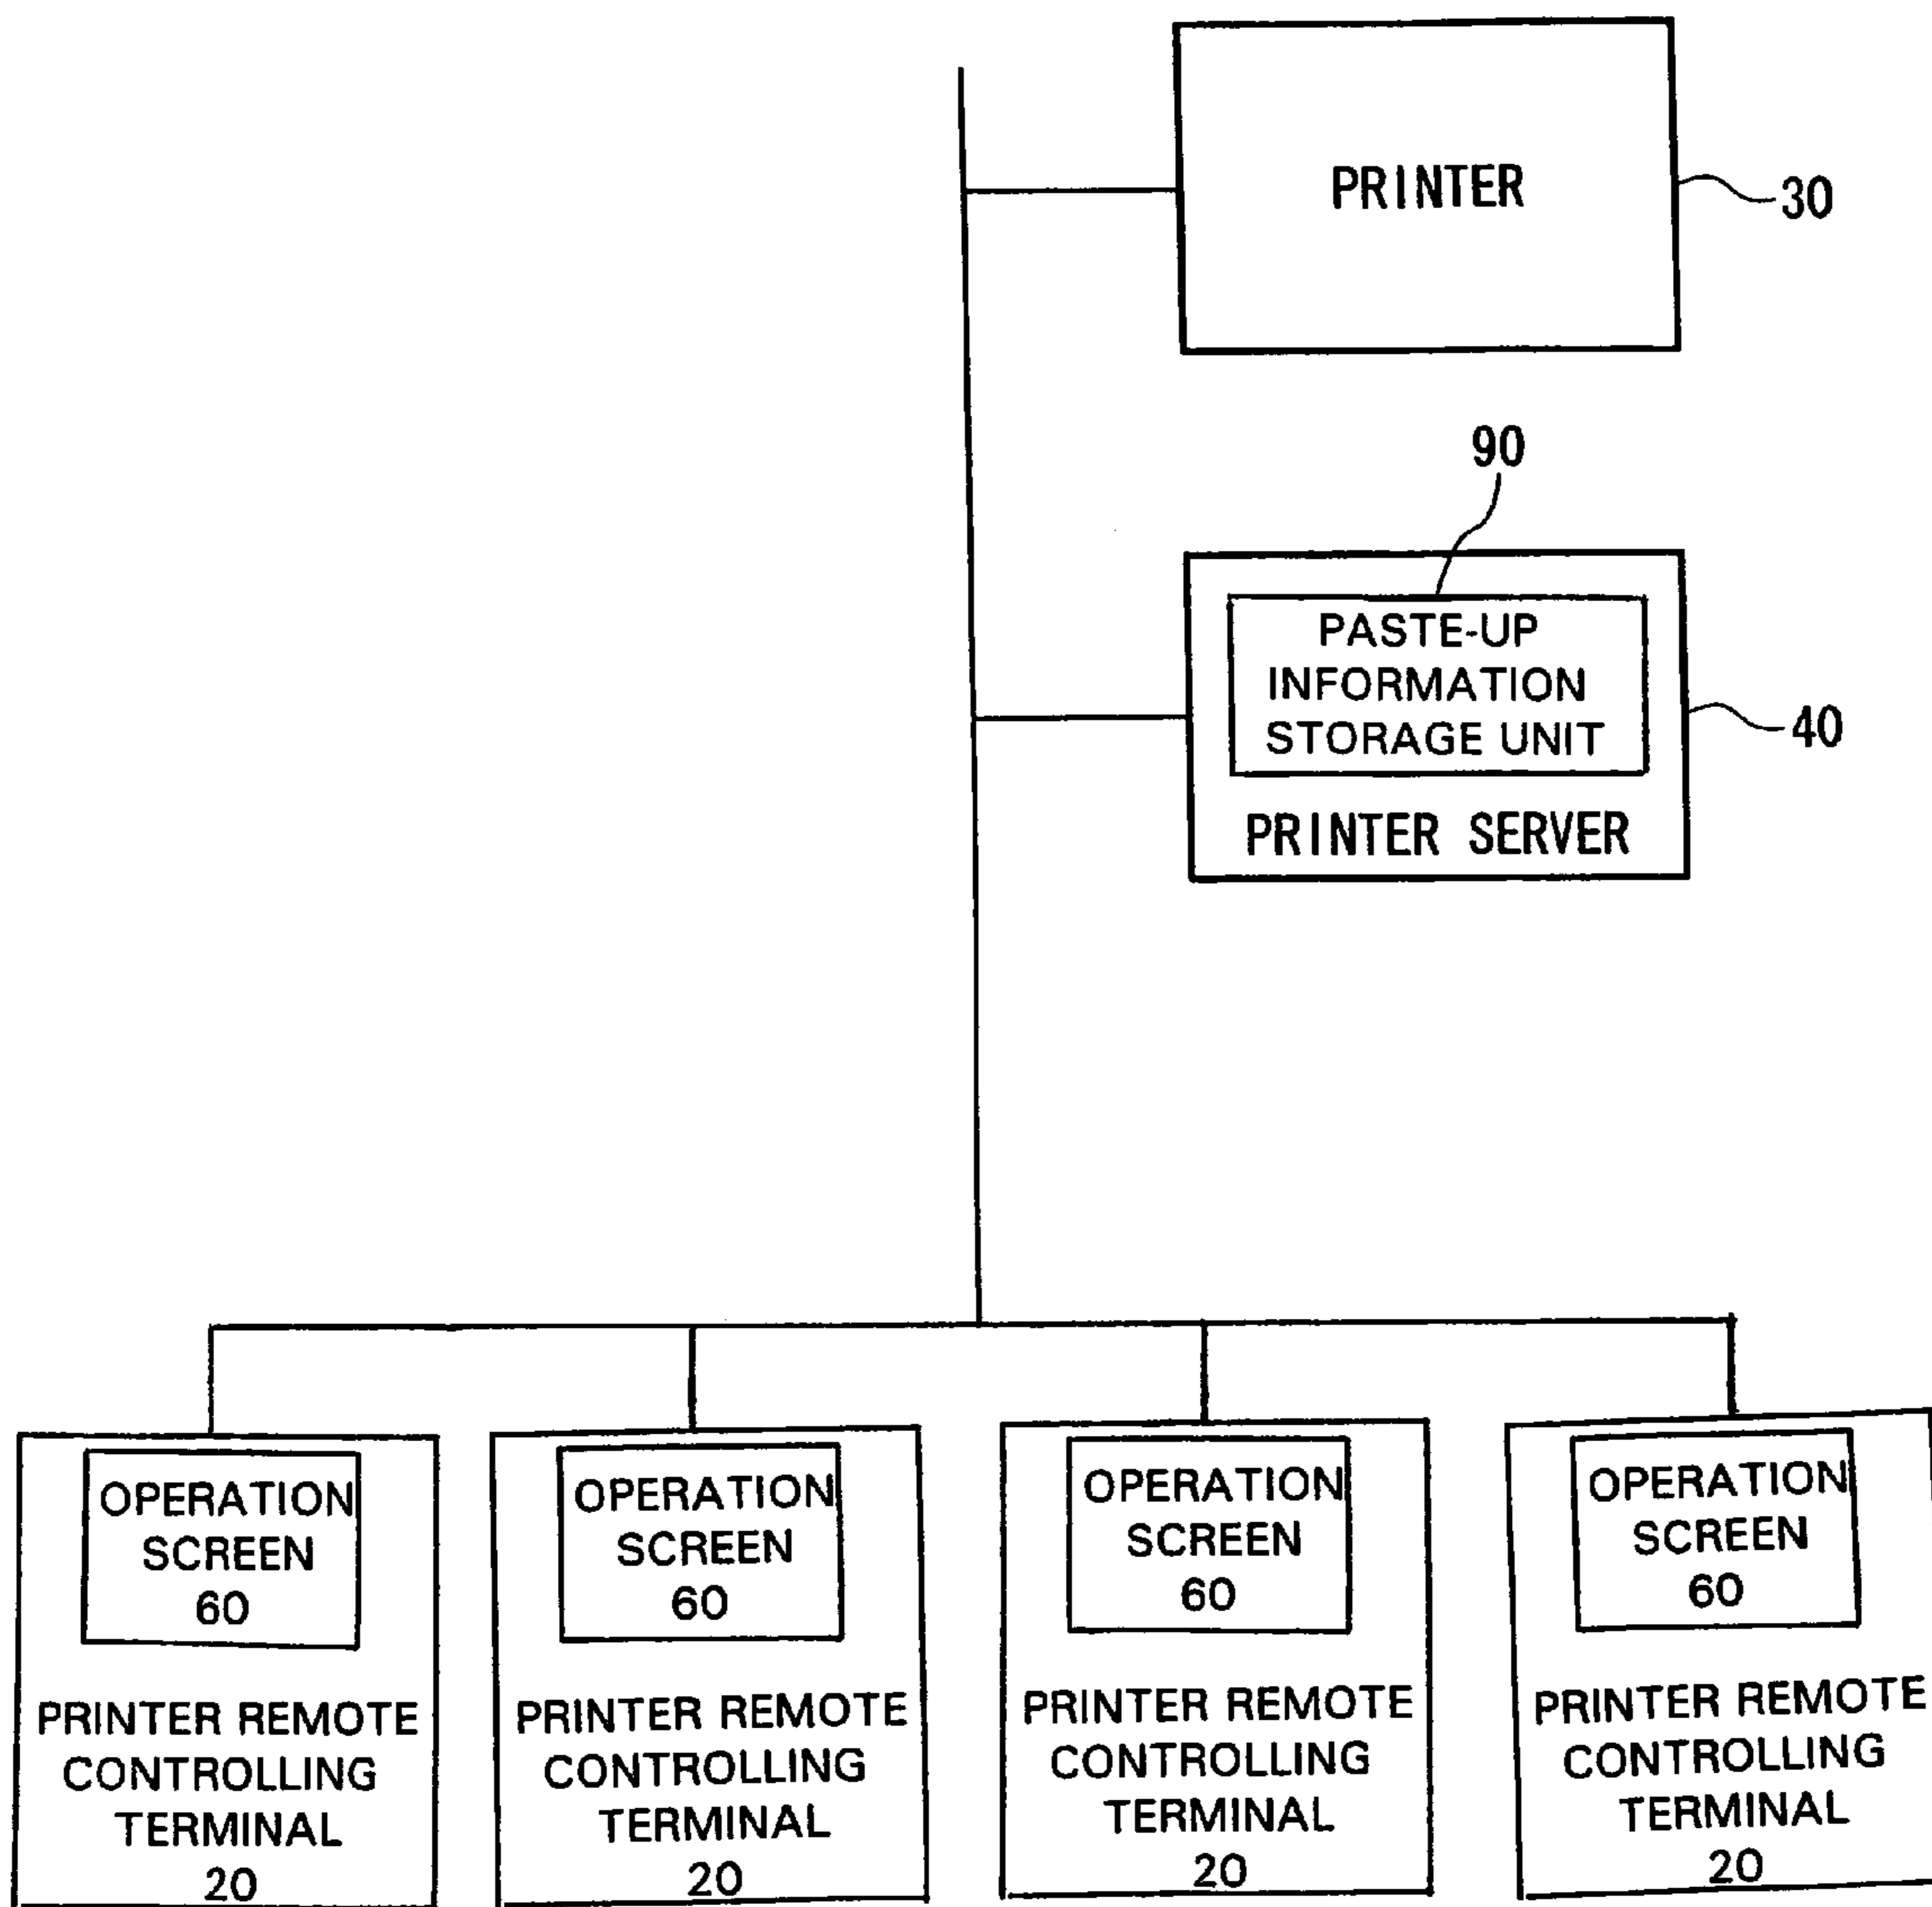 PRINTER
30
90
PASTE-UP
INFORMATION
STORAGE UNIT
40
PRINTER SERVER
OPERATION
SCREEN
60
PRINTER REMOTE
CONTROLLING
TERMINAL
20
OPERATION
SCREEN
60
PRINTER REMOTE
CONTROLLING
TERMINAL
20
OPERATION
SCREEN
60
PRINTER REMOTE
CONTROLLING
TERMINAL
20
OPERATION
SCREEN
60
PRINTER REMOTE
CONTROLLING
TERMINAL
20